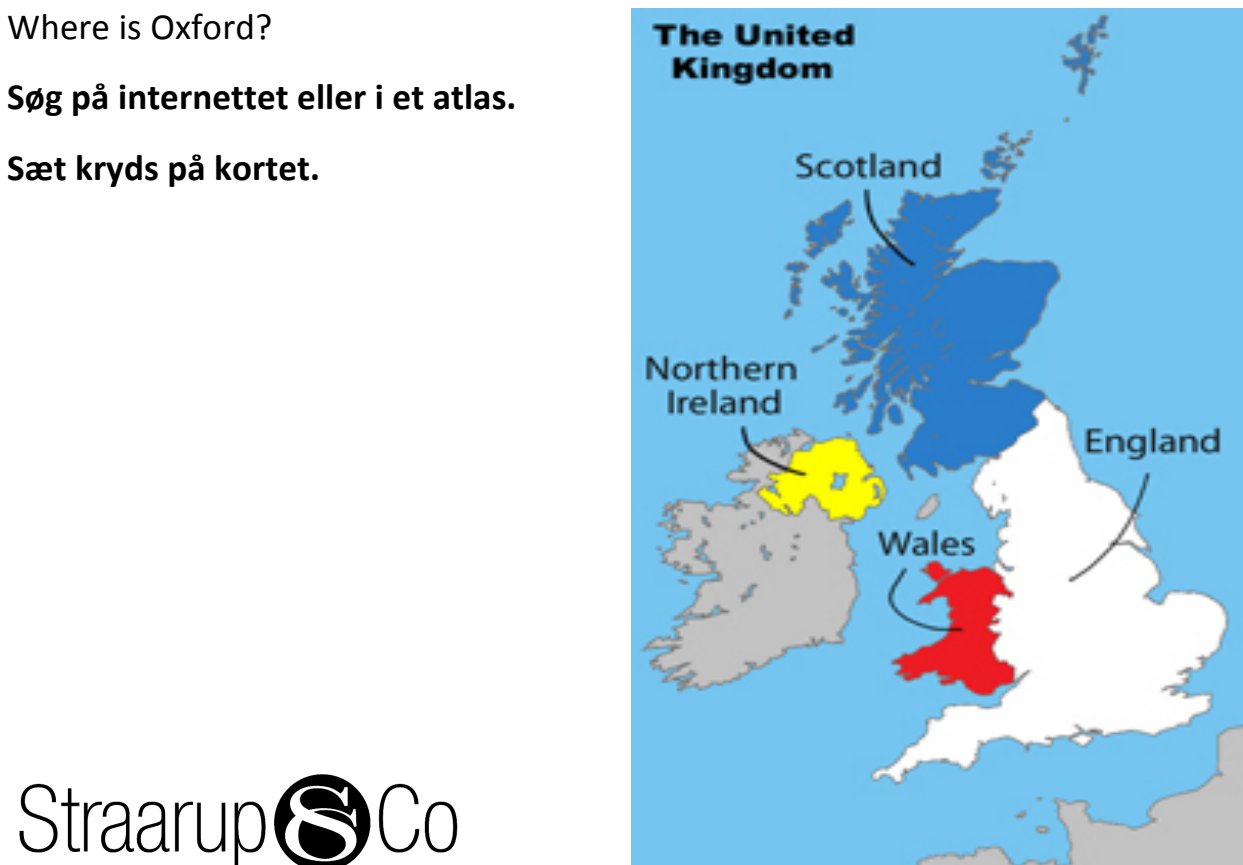 Where is Oxford?
Søg på internettet eller i et atlas.
Sæt kryds på kortet.
The United
Kingdom
Scotland
Northern
Ireland
England
Wales
Straarup&Co